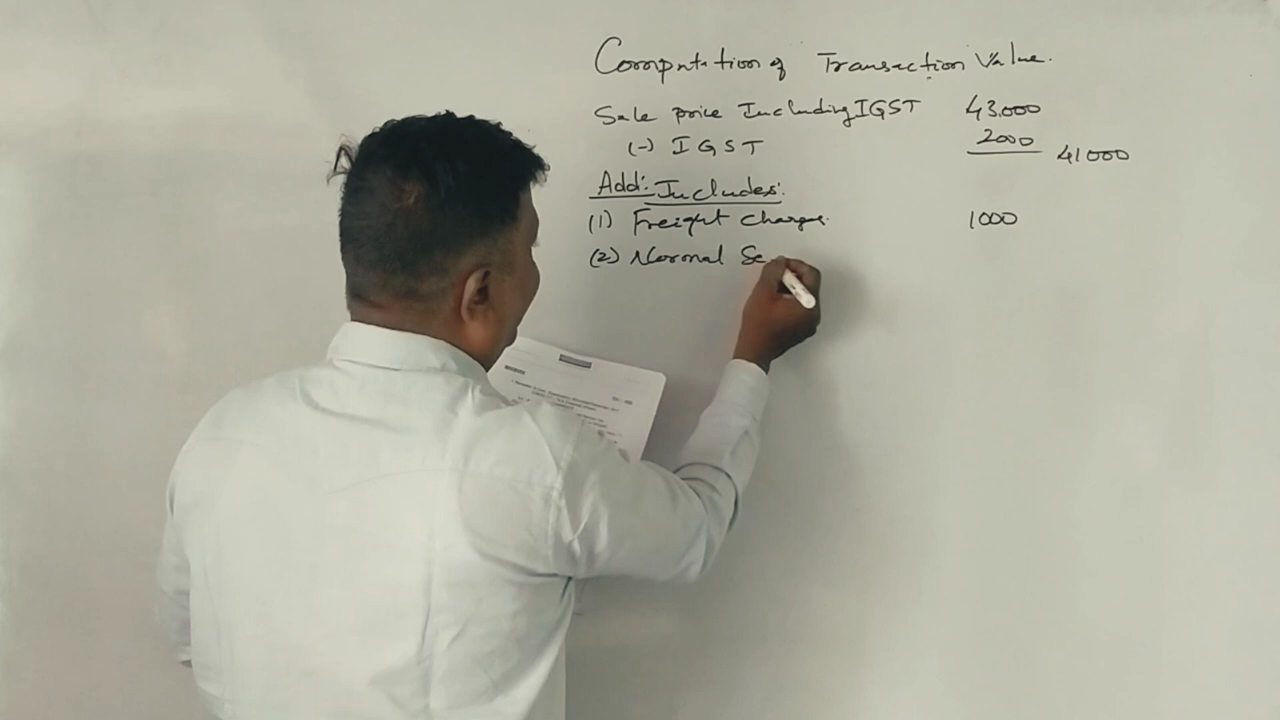 Computation of Transaction Value.
Sale price Including IGST 43.000
(-) IGST 2000 41000
Add: Includes:
(1) Freight charges. 1000
(2) Normal Se